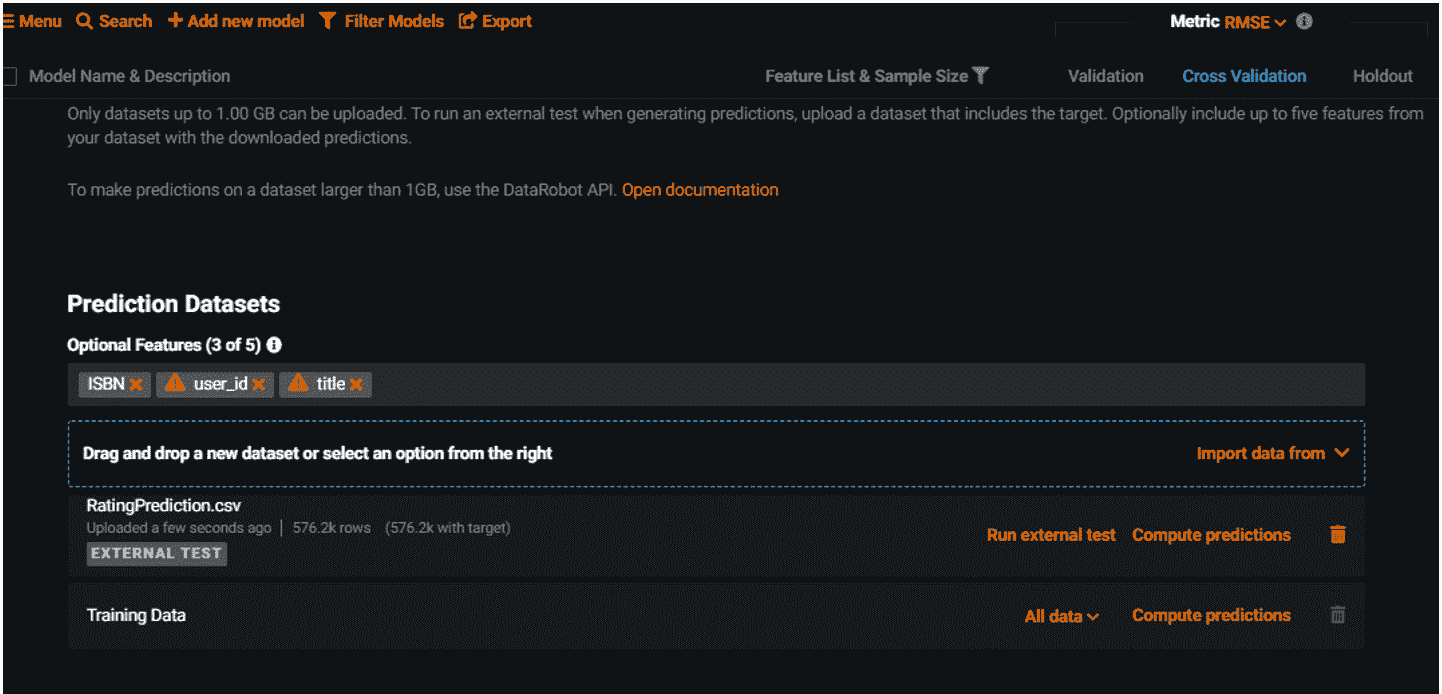 Menu Search Add new model Filter Models Export Metric RMSE
Model Name & Description Feature List & Sample Size Validation Cross Validation Holdout
Only datasets up to 1.00 GB can be uploaded. To run an external test when generating predictions, upload a dataset that includes the target. Optionally include up to five features from
your dataset with the downloaded predictions.
To make predictions on a dataset larger than 1GB, use the DataRobot API. Open documentation
Prediction Datasets
Optional Features (3 of 5)
ISBN user_id title
Drag and drop a new dataset or select an option from the right Import data from
RatingPrediction.csv
Uploaded a few seconds ago | 576.2k rows (576.2k with target)
Run external test Compute predictions
EXTERNAL TEST
Training Data All data Compute predictions